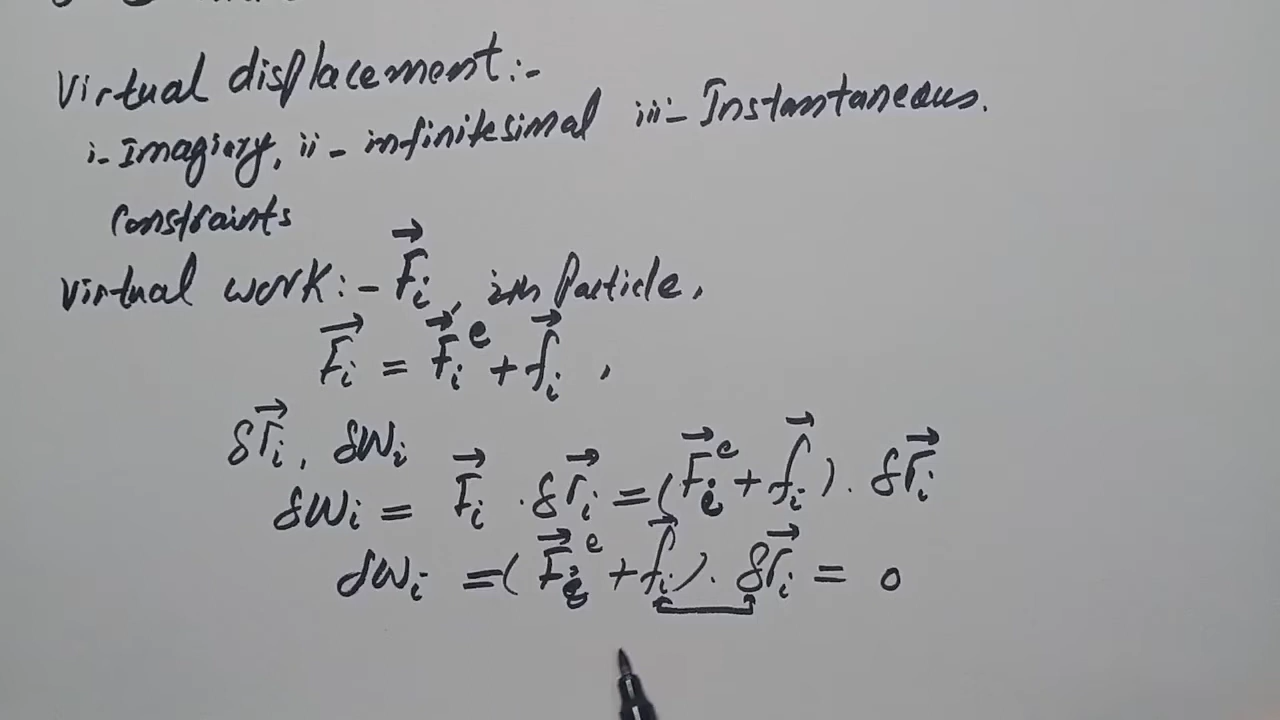 Virtual displacement:-
i- Imagiary, ii - infinitesimal iii- Instantaneous.
Constraints
Virtual work:- F⃗ᵢ, ith Particle,
F⃗ᵢ = F⃗ᵢᵉ + f⃗ᵢ ,
δr⃗ᵢ, δWᵢ
δWᵢ = F⃗ᵢ . δr⃗ᵢ = (F⃗ᵢᵉ + f⃗ᵢ) . δr⃗ᵢ
δWᵢ = (F⃗ᵢᵉ + f⃗ᵢ) . δr⃗ᵢ = 0